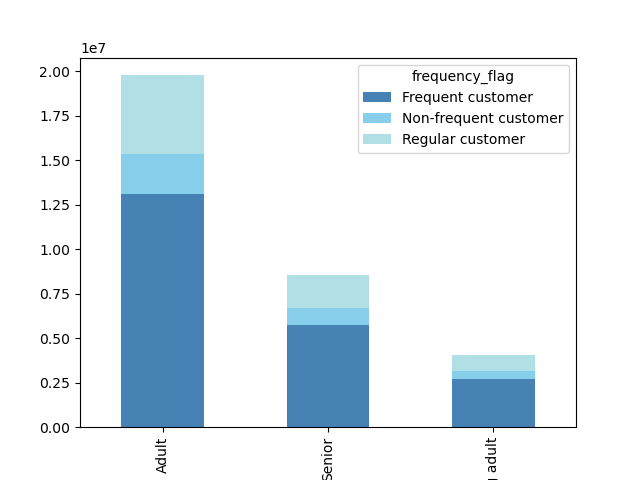 1e7
2.00
1.75
1.50
1.25
1.00
0.75
0.50
0.25
0.00
frequency_flag
Frequent customer
Non-frequent customer
Regular customer
Adult
Senior
adult